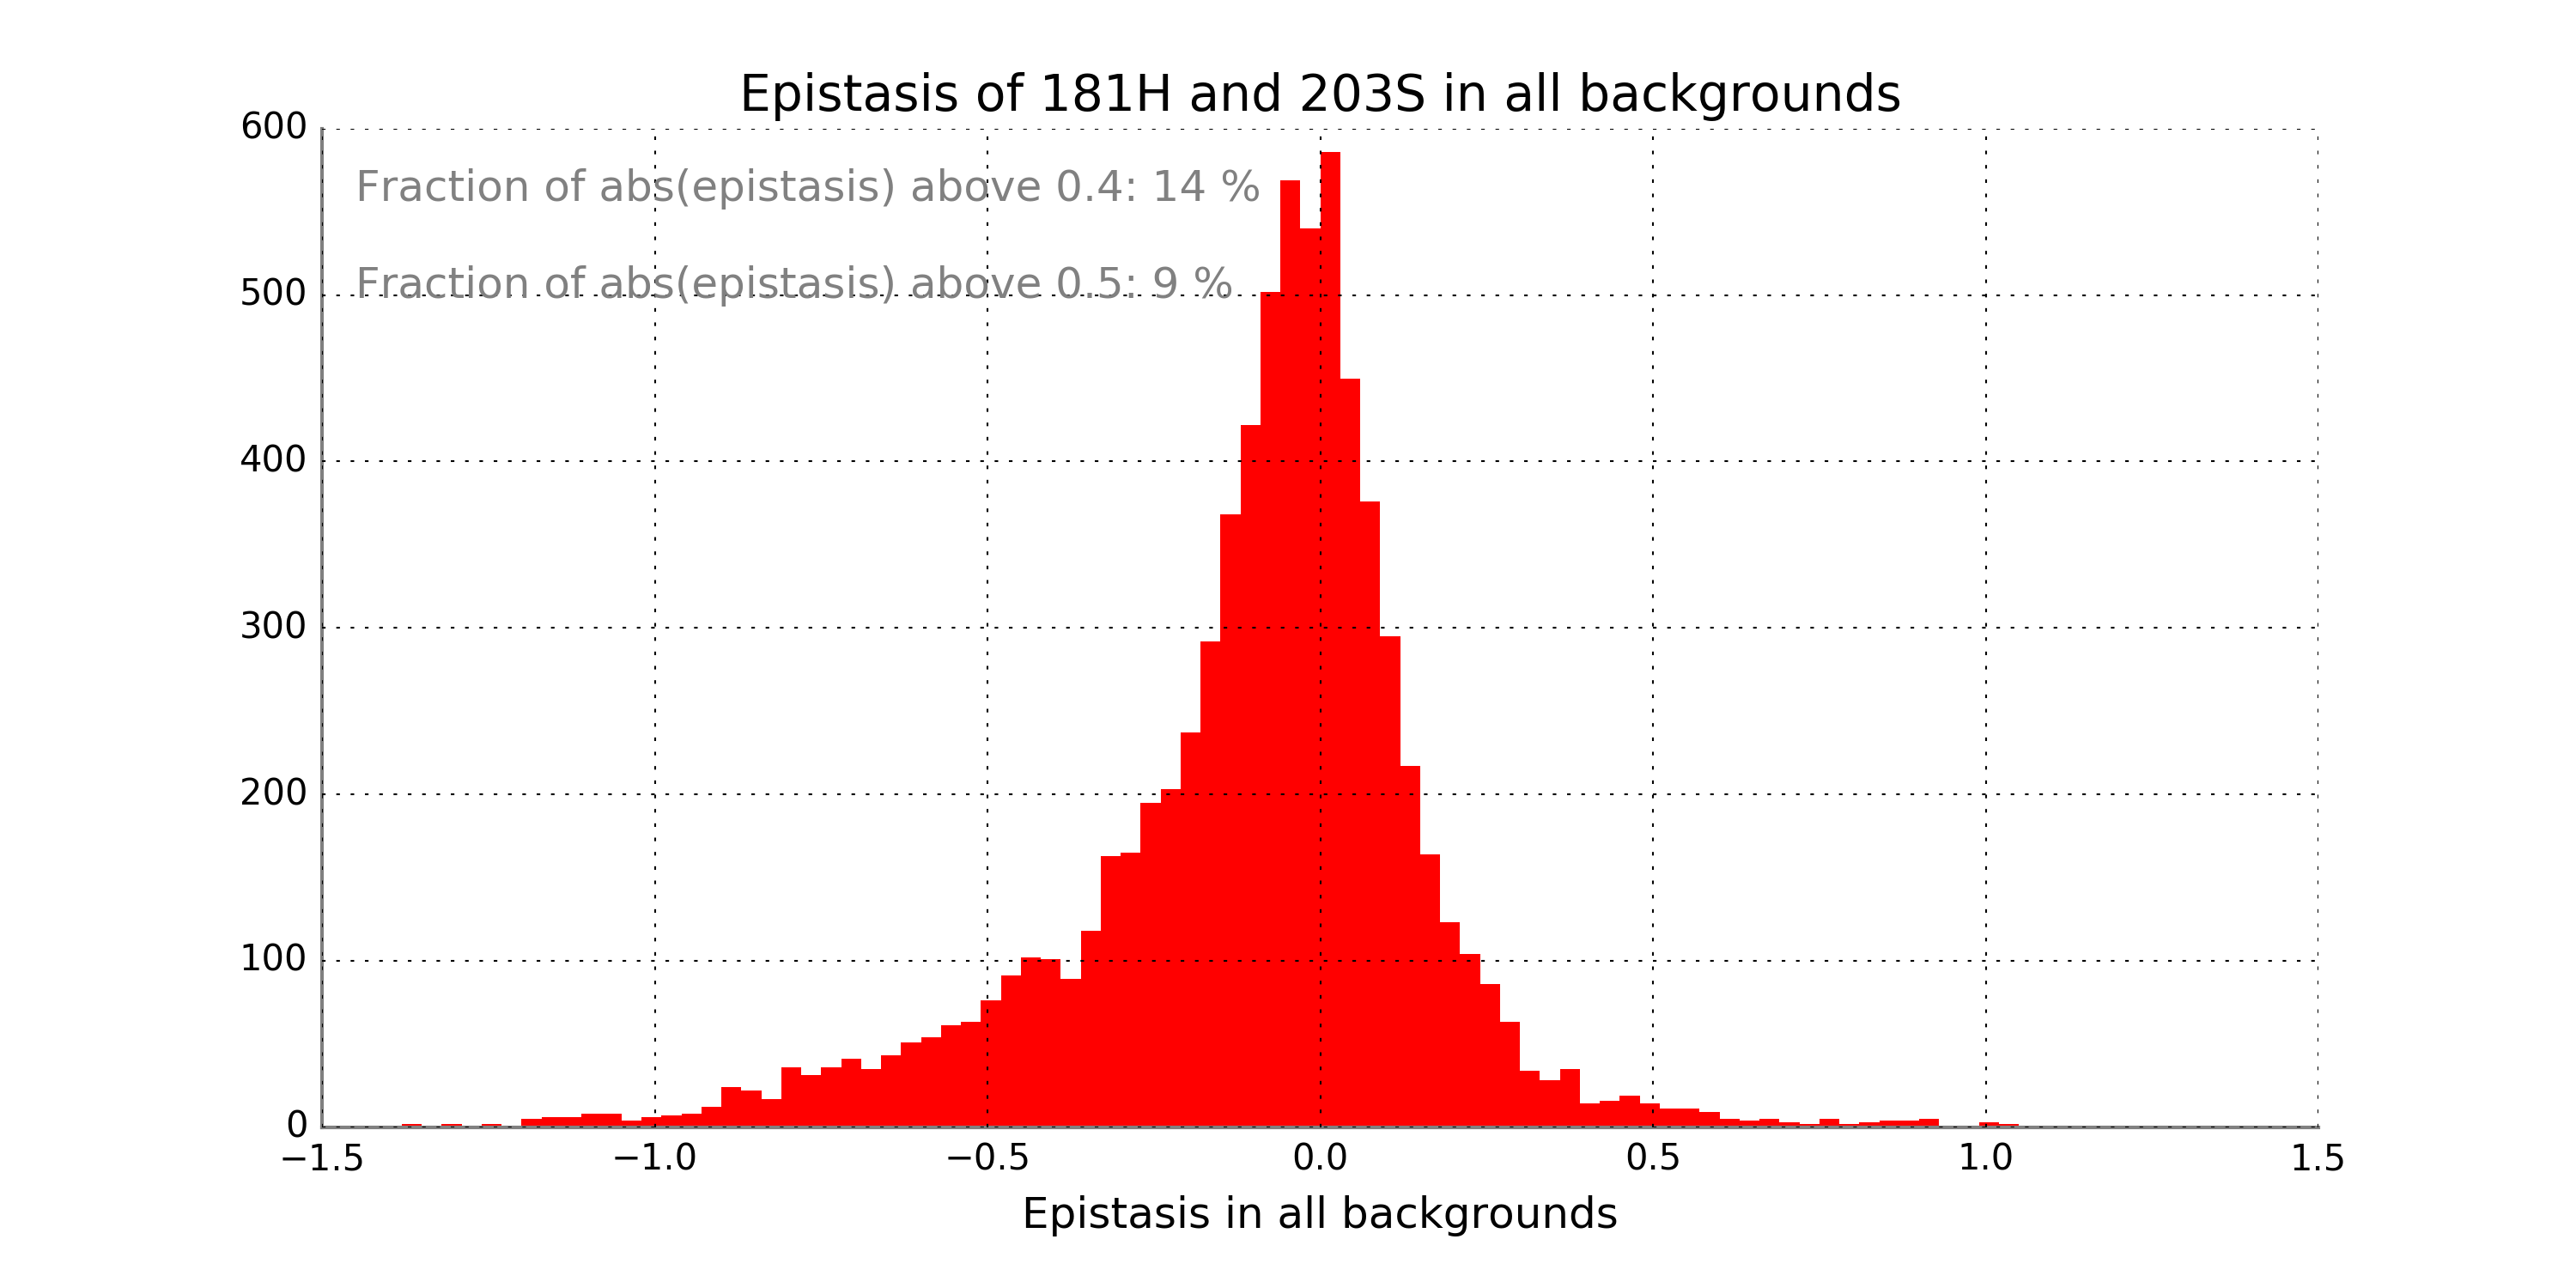 Epistasis of 181H and 203S in all backgrounds
600
Fraction of abs(epistasis) above 0.4: 14 %
Fraction of abs(epistasis) above 0.5: 9 %
500
400
300
200
100
0
−1.5 −1.0 −0.5 0.0 0.5 1.0 1.5
Epistasis in all backgrounds